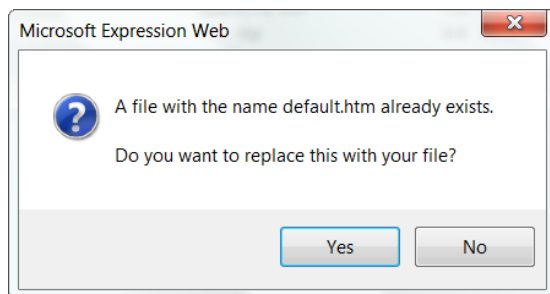 Microsoft Expression Web
A file with the name default.htm already exists.
Do you want to replace this with your file?
Yes
No